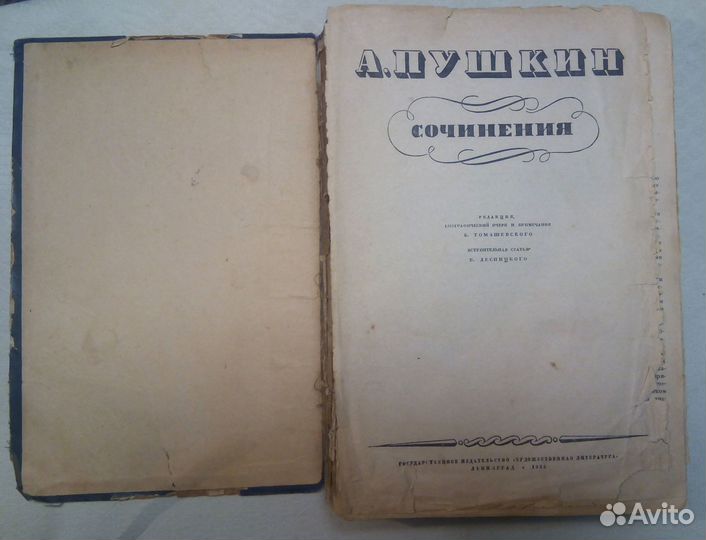 А. ПУШКИН
СОЧИНЕНИЯ
РЕДАКЦИЯ,
БИОГРАФИЧЕСКИЙ ОЧЕРК И ПРИМЕЧАНИЯ
Б. ТОМАШЕВСКОГО
ВСТУПИТЕЛЬНАЯ СТАТЬЯ
В. ДЕСНИЦКОГО
ГОСУДАРСТВЕННОЕ ИЗДАТЕЛЬСТВО «ХУДОЖЕСТВЕННАЯ ЛИТЕРАТУРА»
ЛЕНИНГРАД
Avito